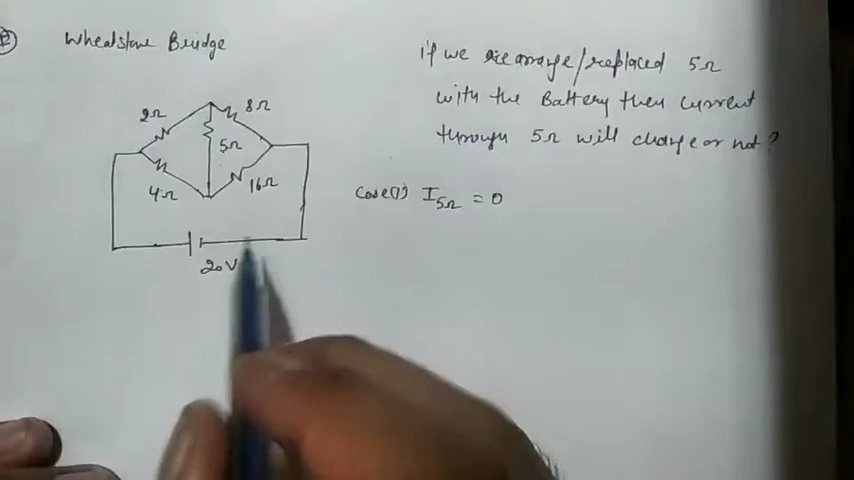 Wheatstone Bridge
2Ω
8Ω
5Ω
4Ω
16Ω
20V
if we rearrange/replaced 5Ω
with the Battery then current
through 5Ω will change or not?
Case(1) I5Ω = 0